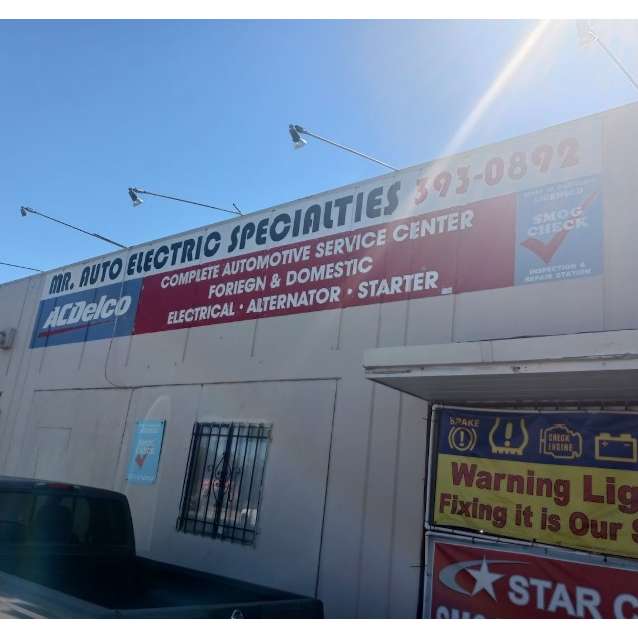 MR. AUTO ELECTRIC SPECIALTIES 393-0892
ACDelco
COMPLETE AUTOMOTIVE SERVICE CENTER
FORIEGN & DOMESTIC
ELECTRICAL • ALTERNATOR • STARTER
SMOG
CHECK
INSPECTION &
REPAIR STATION
BRAKE
CHECK
ENGINE
Warning Lig
Fixing it is Our S
STAR C